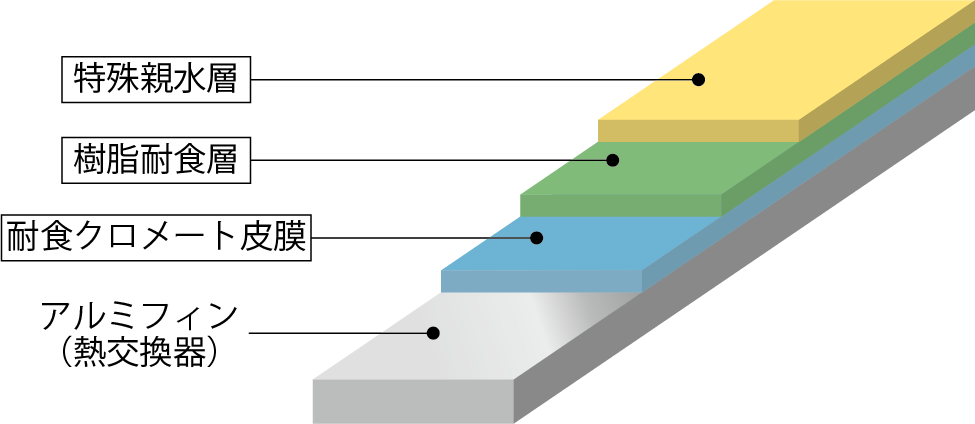 特殊親水層
樹脂耐食層
耐食クロメート皮膜
アルミフィン
（熱交換器）